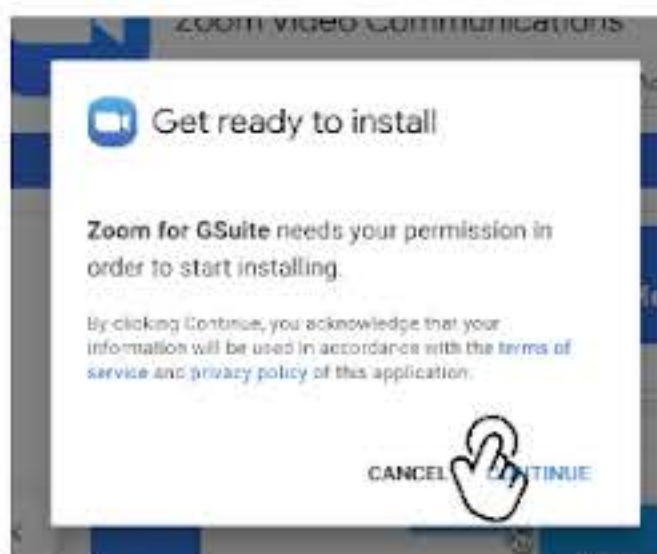 Zoom Video Communications
Get ready to install
Zoom for GSuite needs your permission in
order to start installing.
By clicking Continue, you acknowledge that your
information will be used in accordance with the terms of
service and privacy policy of this application.
CANCEL